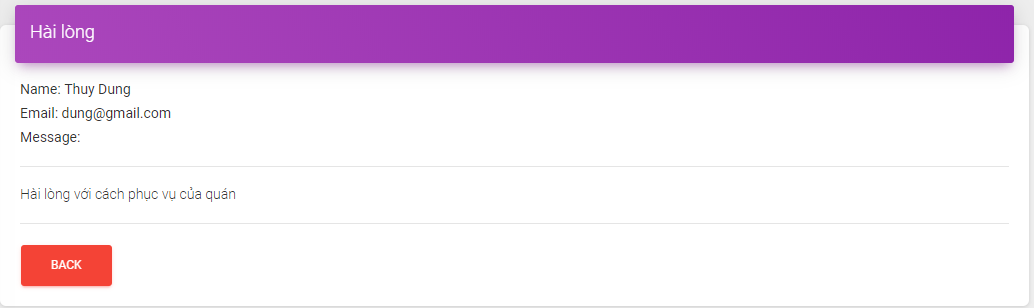 Hài lòng
Name: Thuy Dung
Email: dung@gmail.com
Message:
Hài lòng với cách phục vụ của quán
BACK